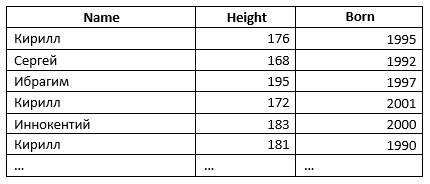 Name Height Born
Кирилл 176 1995
Сергей 168 1992
Ибрагим 195 1997
Кирилл 172 2001
Иннокентий 183 2000
Кирилл 181 1990
... ... ...